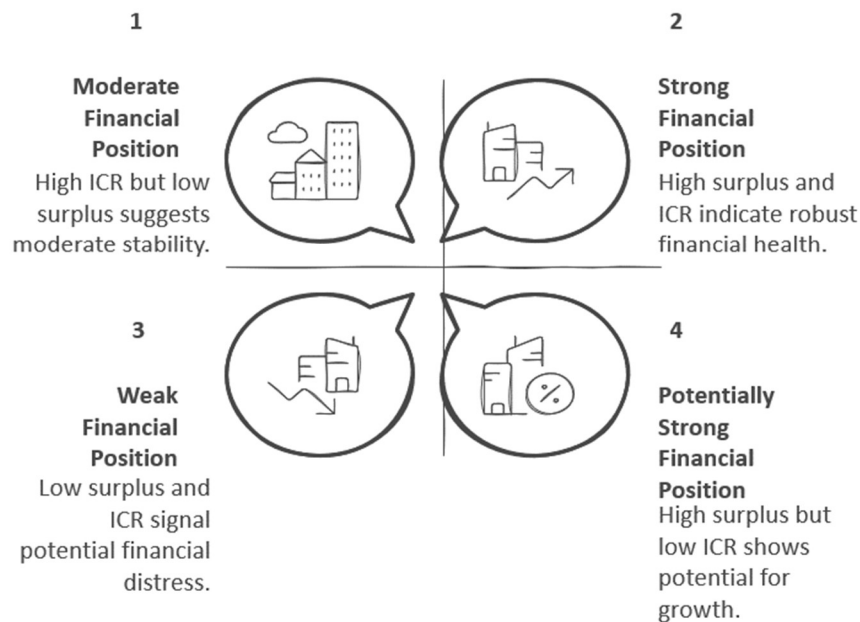 1
Moderate
Financial
Position
High ICR but low
surplus suggests
moderate stability.
2
Strong
Financial
Position
High surplus and
ICR indicate robust
financial health.
3
Weak
Financial
Position
Low surplus and
ICR signal
potential financial
distress.
4
Potentially
Strong
Financial
Position
High surplus but
low ICR shows
potential for
growth.
%